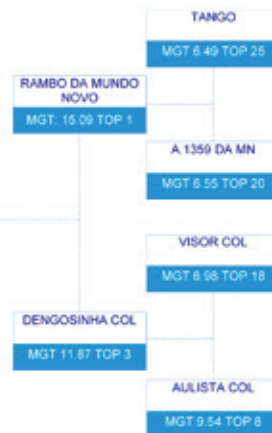 TANGO
MGT 6.49 TOP 25
RAMBO DA MUNDO
NOVO
MGT: 15.09 TOP 1
A 1359 DA MN
MGT 6.55 TOP 20
VISOR COL
MGT 6.98 TOP 18
DENGOSINHA COL
MGT 11.87 TOP 3
AULISTA COL
MGT 9.54 TOP 8